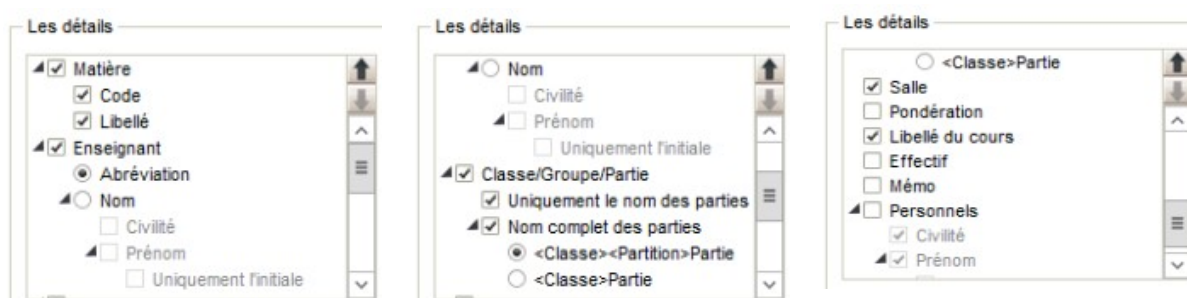 Les détails
Matière
Code
Libellé
Enseignant
Abréviation
Nom
Civilité
Prénom
Uniquement l'initiale
Les détails
Nom
Civilité
Prénom
Uniquement l'initiale
Classe/Groupe/Partie
Uniquement le nom des parties
Nom complet des parties
<Classe><Partition>Partie
<Classe>Partie
Les détails
<Classe>Partie
Salle
Pondération
Libellé du cours
Effectif
Mémo
Personnels
Civilité
Prénom